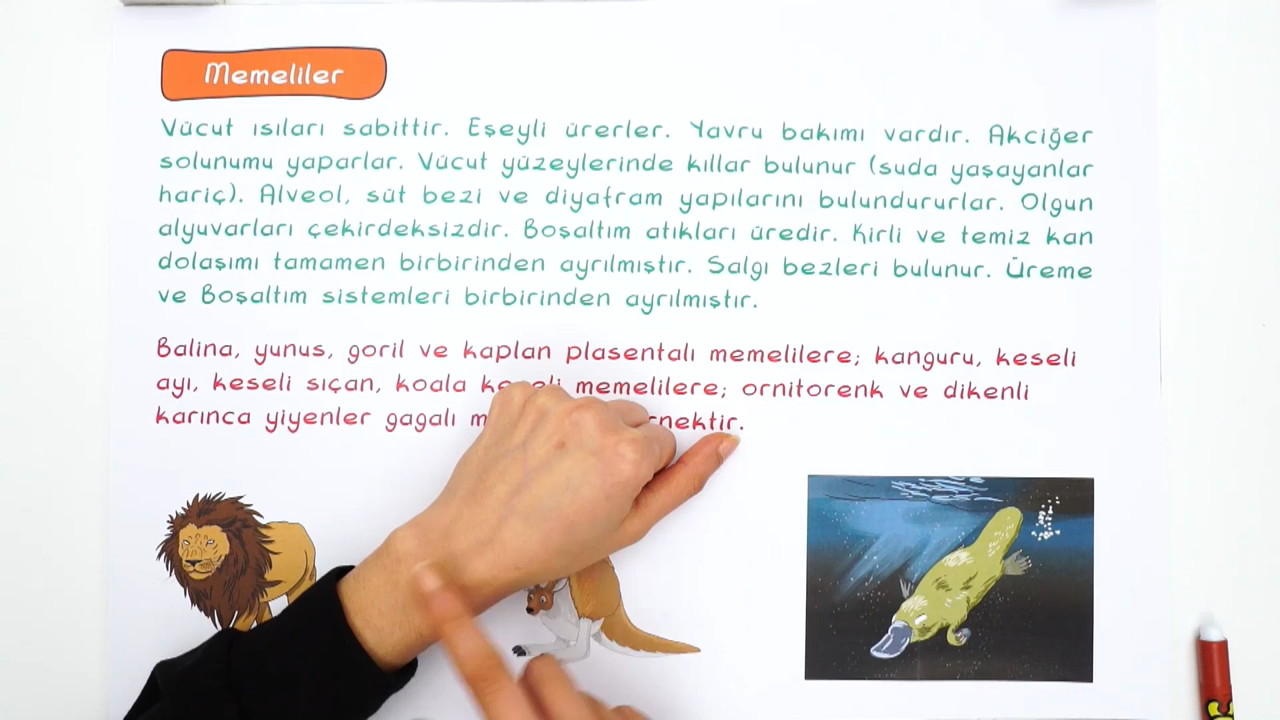 Memeliler
Vücut ısıları sabittir. Eşeyli ürerler. Yavru bakımı vardır. Akciğer
solunumu yaparlar. Vücut yüzeylerinde kıllar bulunur (suda yaşayanlar
hariç). Alveol, süt bezi ve diyafram yapılarını bulundururlar. Olgun
alyuvarları çekirdeksizdir. Boşaltım atıkları üredir. Kirli ve temiz kan
dolaşımı tamamen birbirinden ayrılmıştır. Salgı bezleri bulunur. Üreme
ve Boşaltım sistemleri birbirinden ayrılmıştır.
Balina, yunus, goril ve kaplan plasentalı memelilere; kanguru, keseli
ayı, keseli sıçan, koala keseli memelilere; ornitorenk ve dikenli
karınca yiyenler gagalı